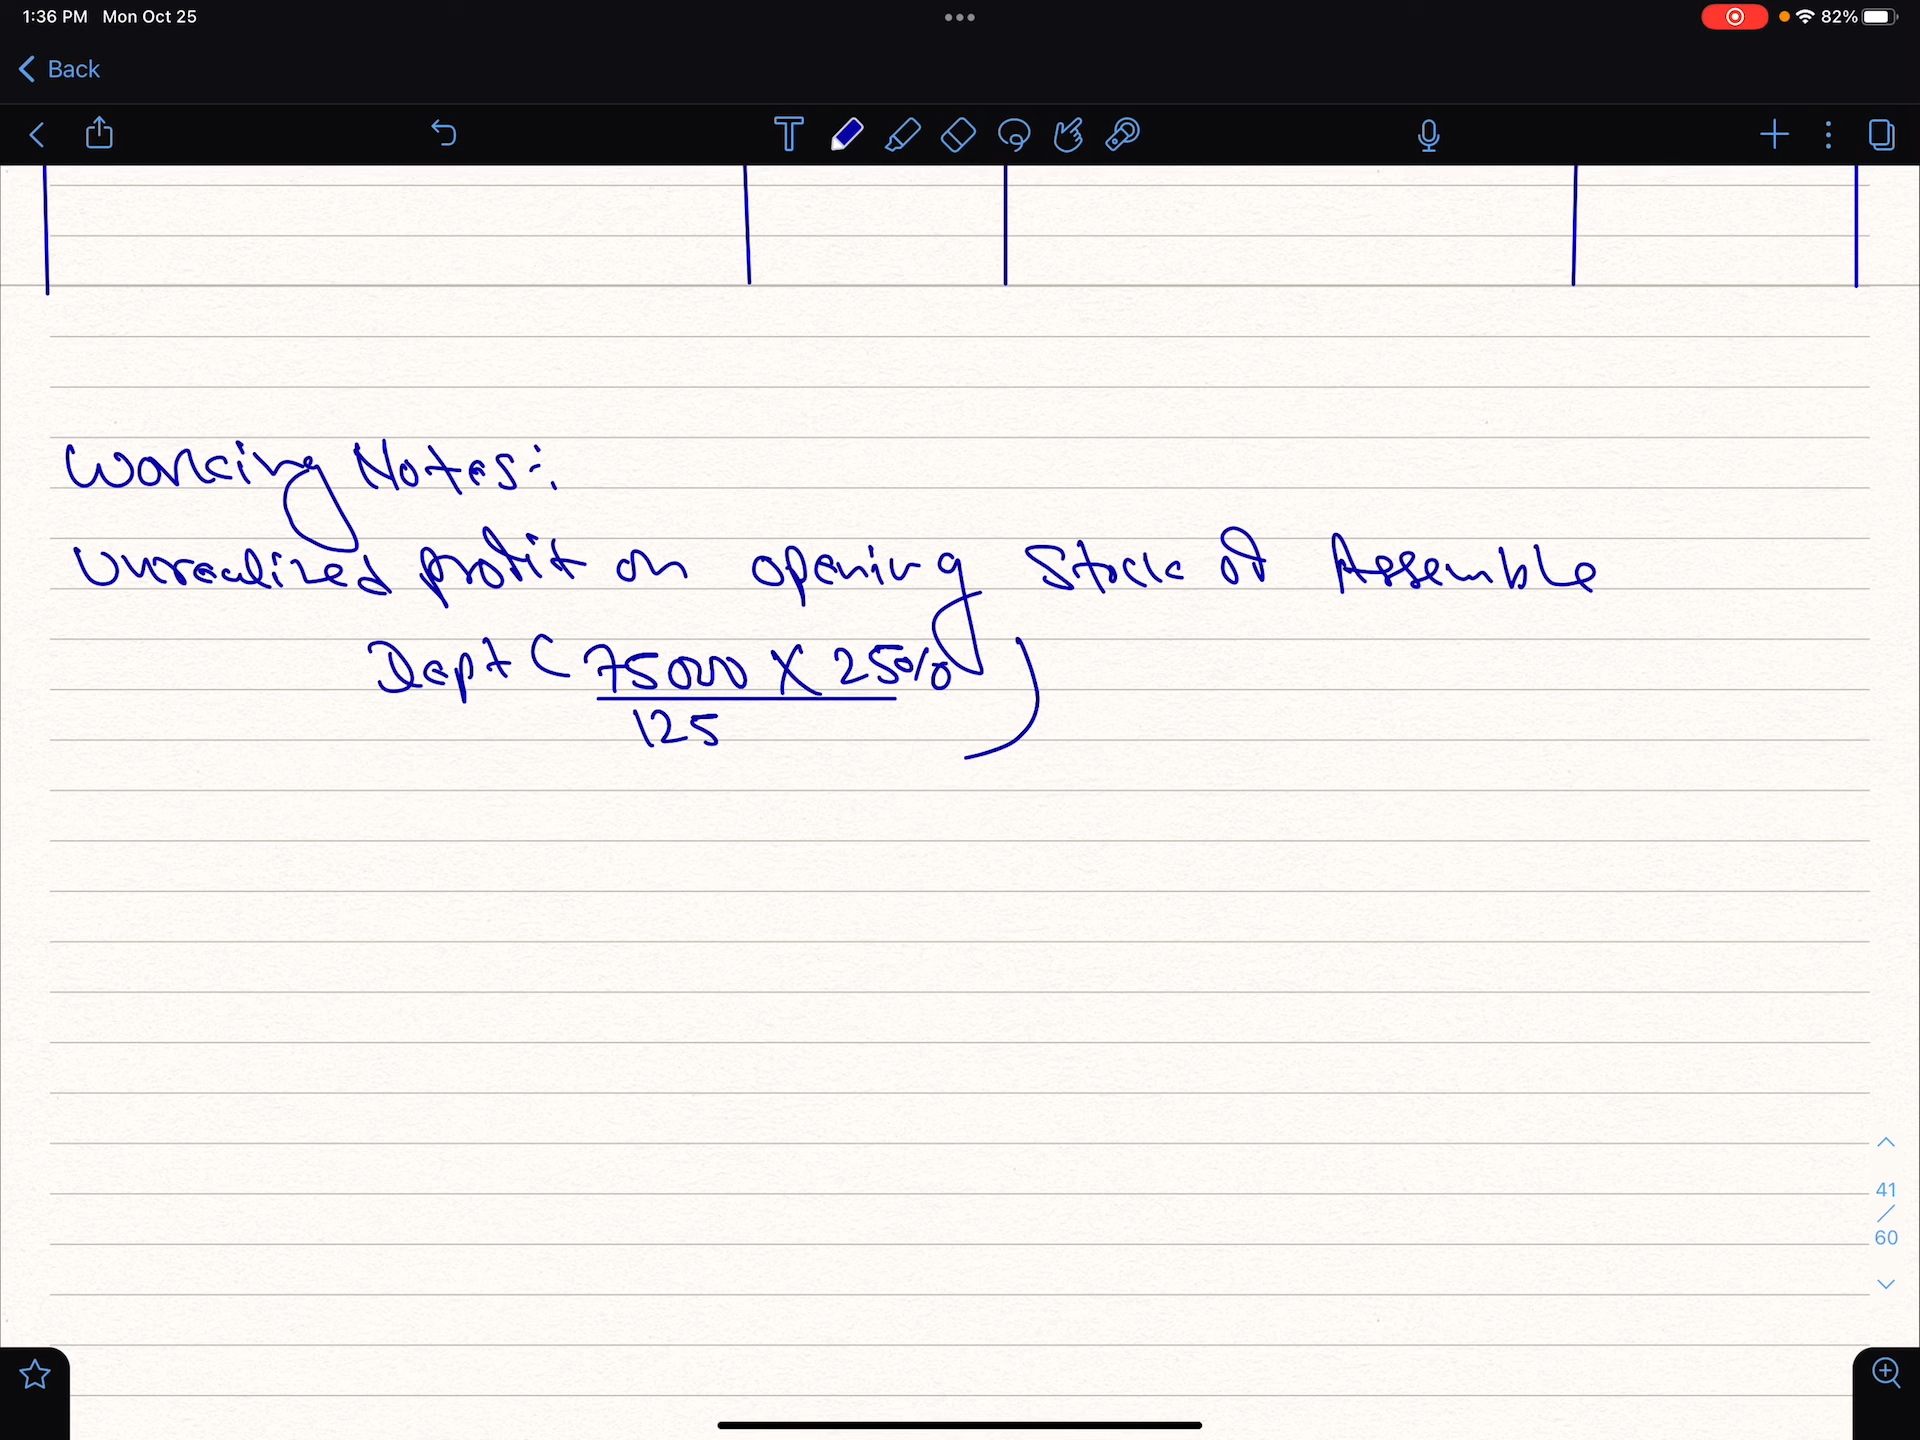 1:36 PM Mon Oct 25
82%
Back
Working Notes:
Unrealized profit on opening Stock of Assemble
Dept ( 75000 X 25% )
125
41
/
60